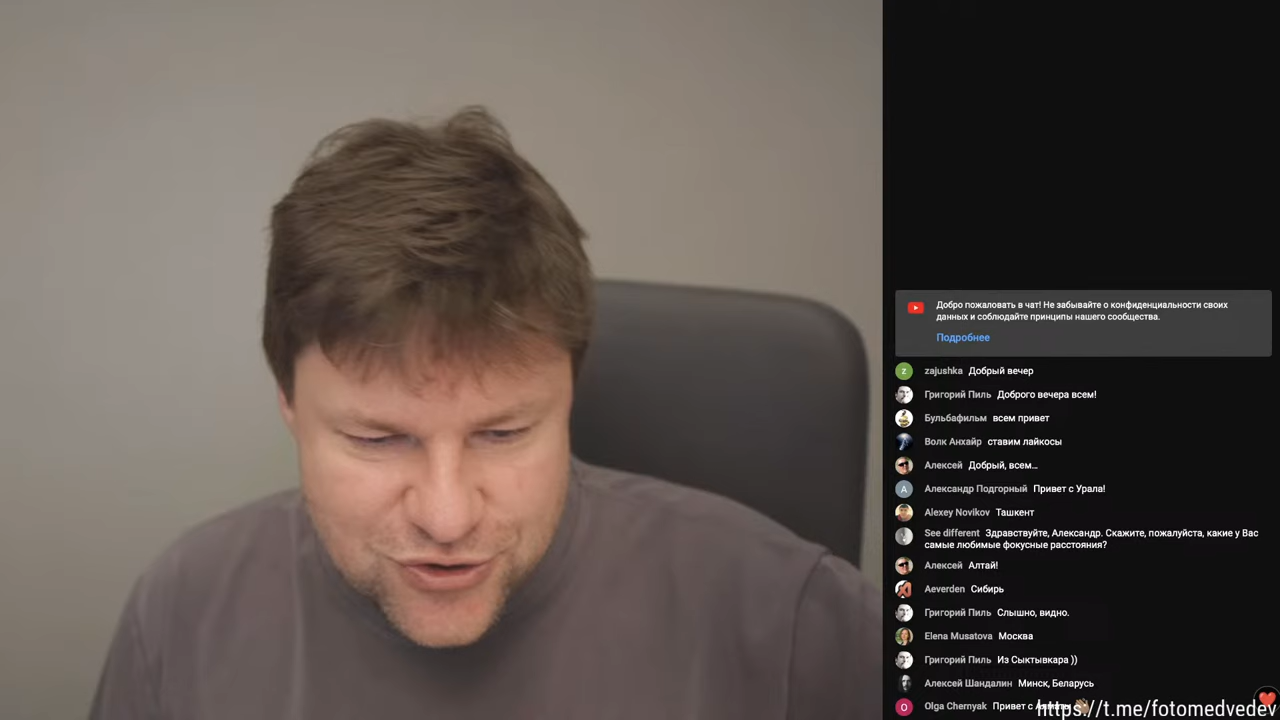 Добро пожаловать в чат! Не забывайте о конфиденциальности своих
данных и соблюдайте принципы нашего сообщества.
Подробнее
z zajushka Добрый вечер
Григорий Пиль Доброго вечера всем!
Бульбафильм всем привет
Волк Анхайр ставим лайкосы
Алексей Добрый, всем...
А Александр Подгорный Привет с Урала!
Alexey Novikov Ташкент
See different Здравствуйте, Александр. Скажите, пожалуйста, какие у Вас
самые любимые фокусные расстояния?
Алексей Алтай!
Aeverden Сибирь
Григорий Пиль Слышно, видно.
Elena Musatova Москва
Григорий Пиль Из Сыктывкара ))
Алексей Шандалин Минск, Беларусь
O Olga Chernyak Привет с
https://t.me/fotomedvedev